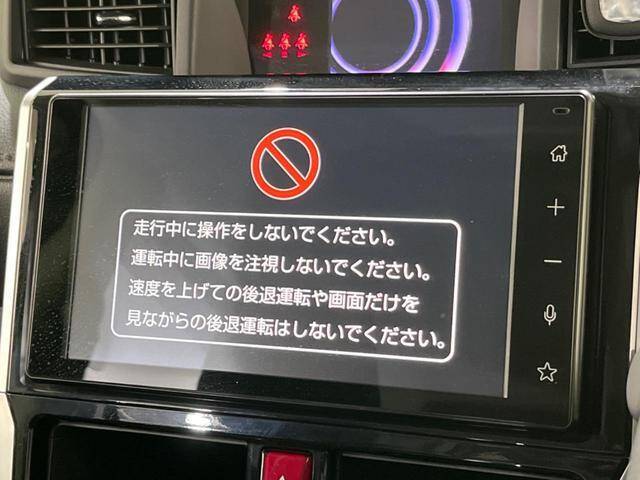 走行中に操作をしないでください。
運転中に画像を注視しないでください。
速度を上げての後退運転や画面だけを
見ながらの後退運転はしないでください。